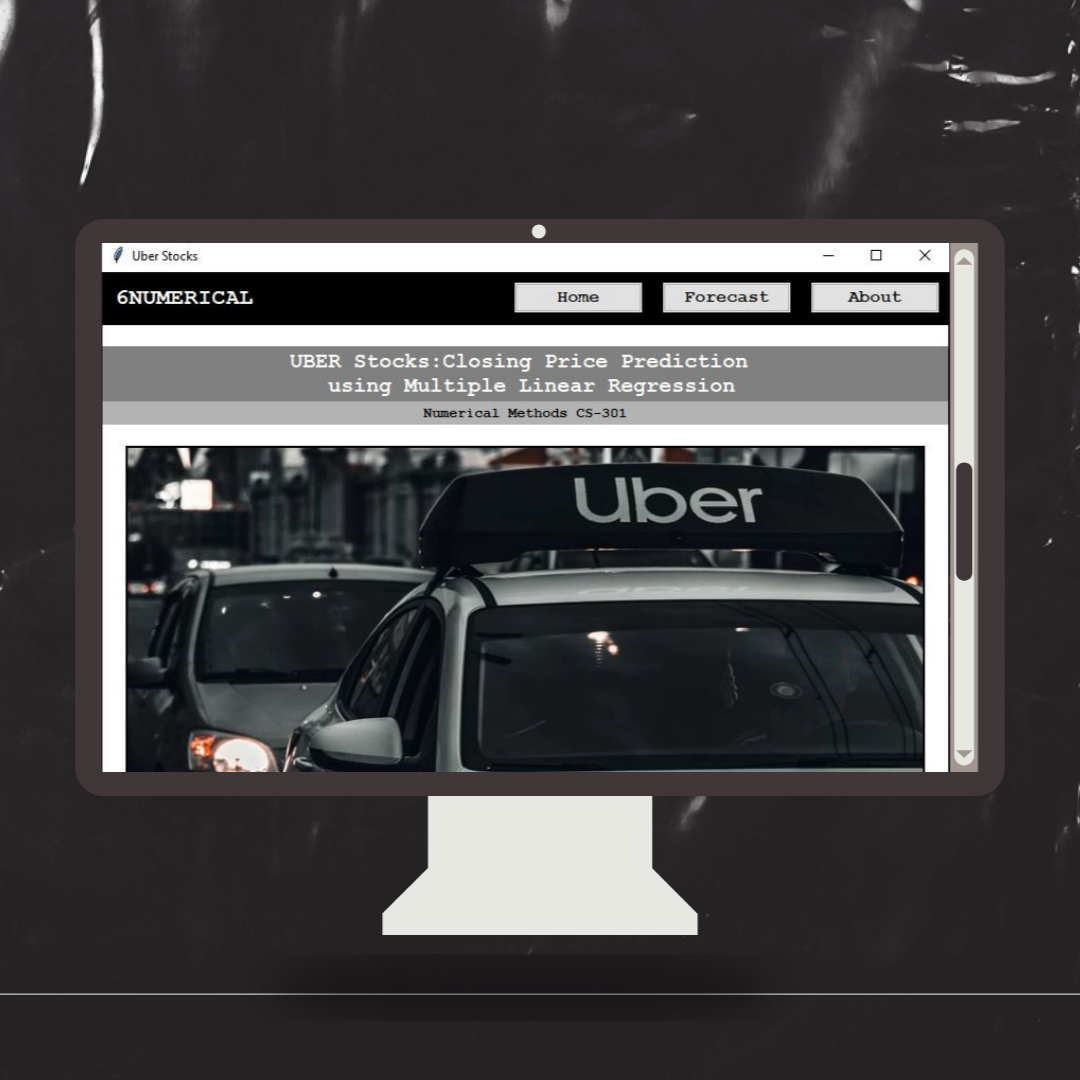 Uber Stocks
6NUMERICAL
Home
Forecast
About
UBER Stocks:Closing Price Prediction
using Multiple Linear Regression
Numerical Methods CS-301
Uber